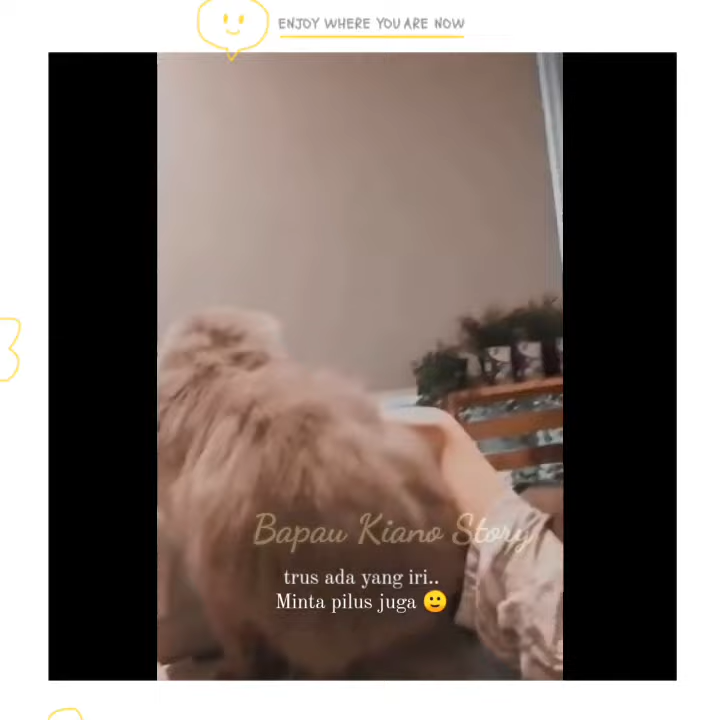 ENJOY WHERE YOU ARE NOW
Bapau Kiano Story
trus ada yang iri..
Minta pilus juga 🙂